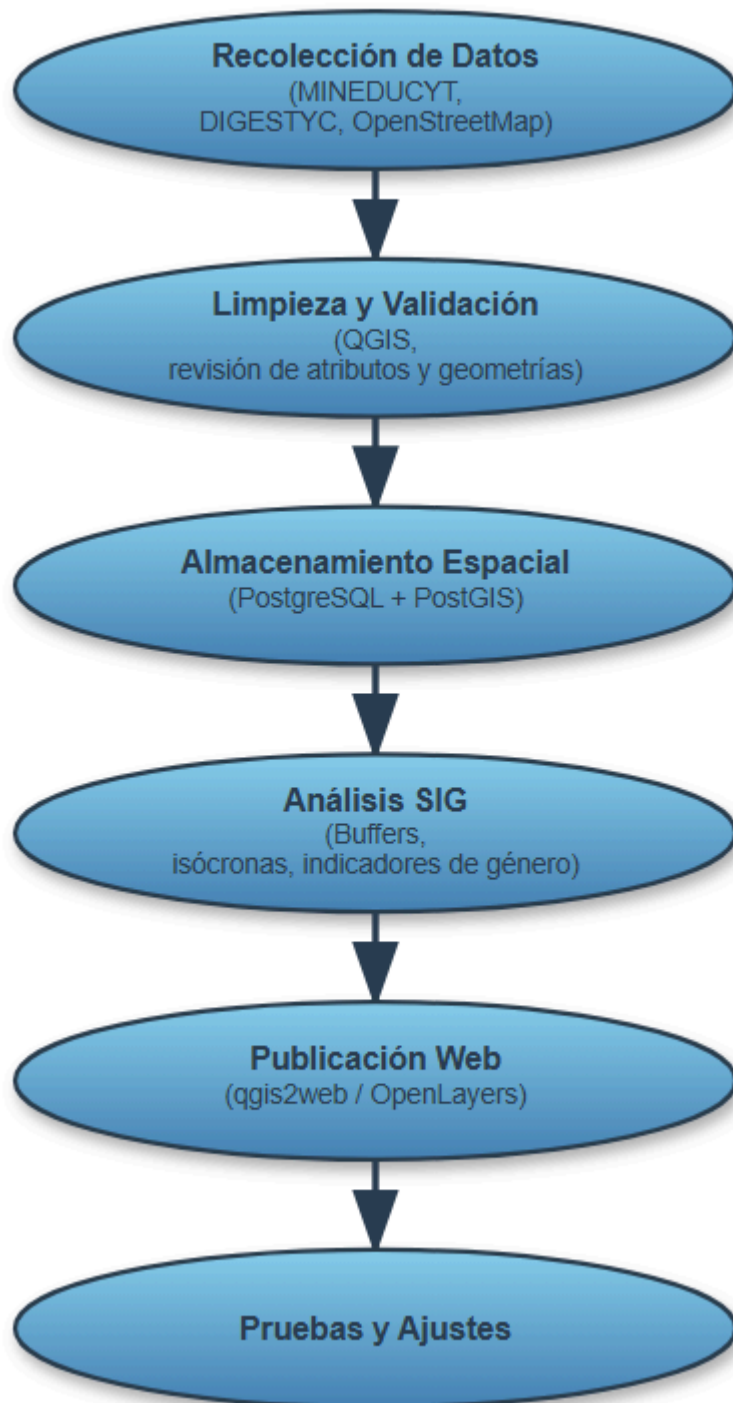 Recolección de Datos
(MINEDUCYT,
DIGESTYC, OpenStreetMap)
Limpieza y Validación
(QGIS,
revisión de atributos y geometrías)
Almacenamiento Espacial
(PostgreSQL + PostGIS)
Análisis SIG
(Buffers,
isócronas, indicadores de género)
Publicación Web
(qgis2web / OpenLayers)
Pruebas y Ajustes